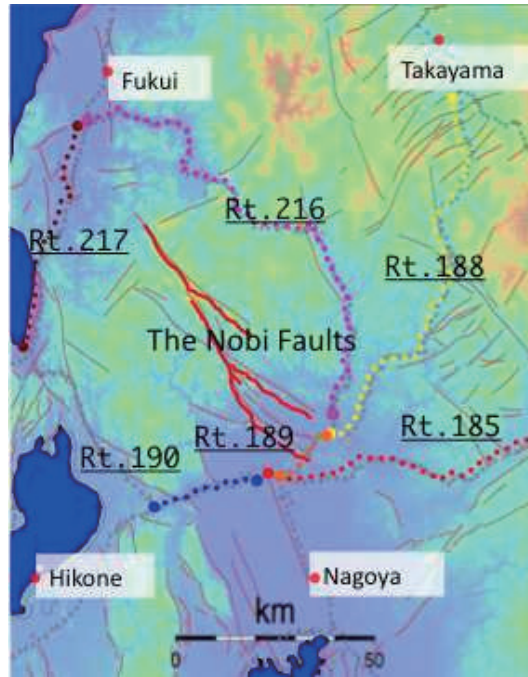 Fukui
Takayama
Rt.216
Rt.217
Rt.188
The Nobi Faults
Rt.189
Rt.185
Rt.190
Hikone
Nagoya
km
0 50